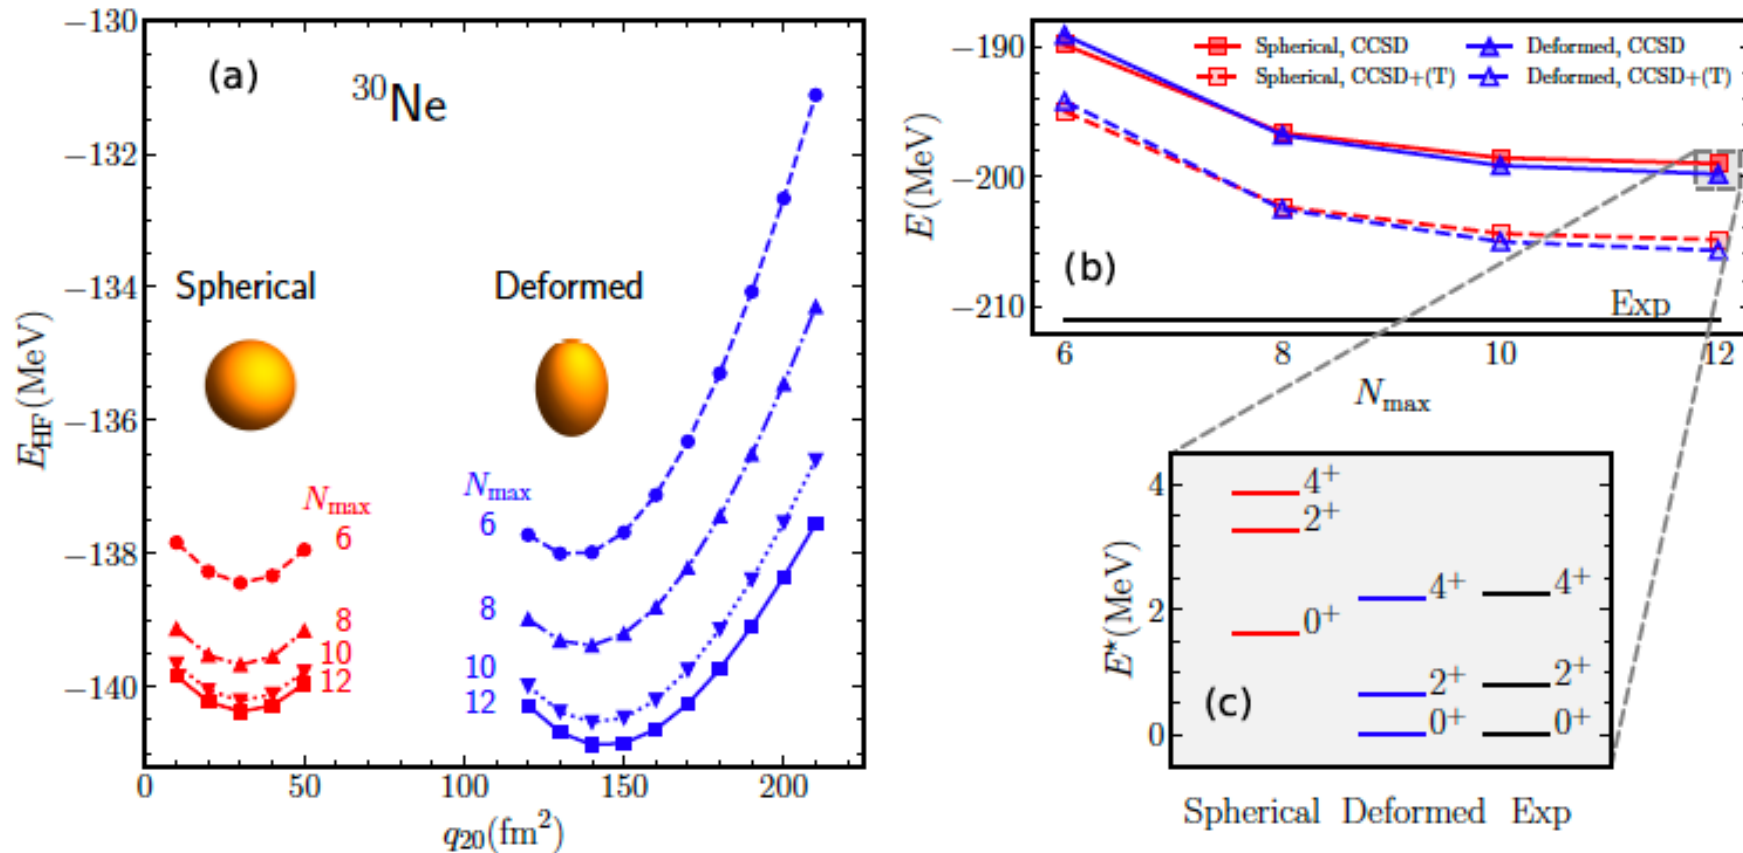 (a)
³⁰Ne
Spherical
Deformed
N_max
6
8
10
12
N_max
6
8
10
12
−130
−132
−134
−136
−138
−140
E_HF(MeV)
0
50
100
150
200
q₂₀(fm²)
Spherical, CCSD
Deformed, CCSD
Spherical, CCSD+(T)
Deformed, CCSD+(T)
−190
−200
−210
E(MeV)
(b)
Exp
6
8
10
12
N_max
4
2
0
E*(MeV)
4⁺
2⁺
0⁺
4⁺
2⁺
0⁺
4⁺
2⁺
0⁺
(c)
Spherical Deformed Exp